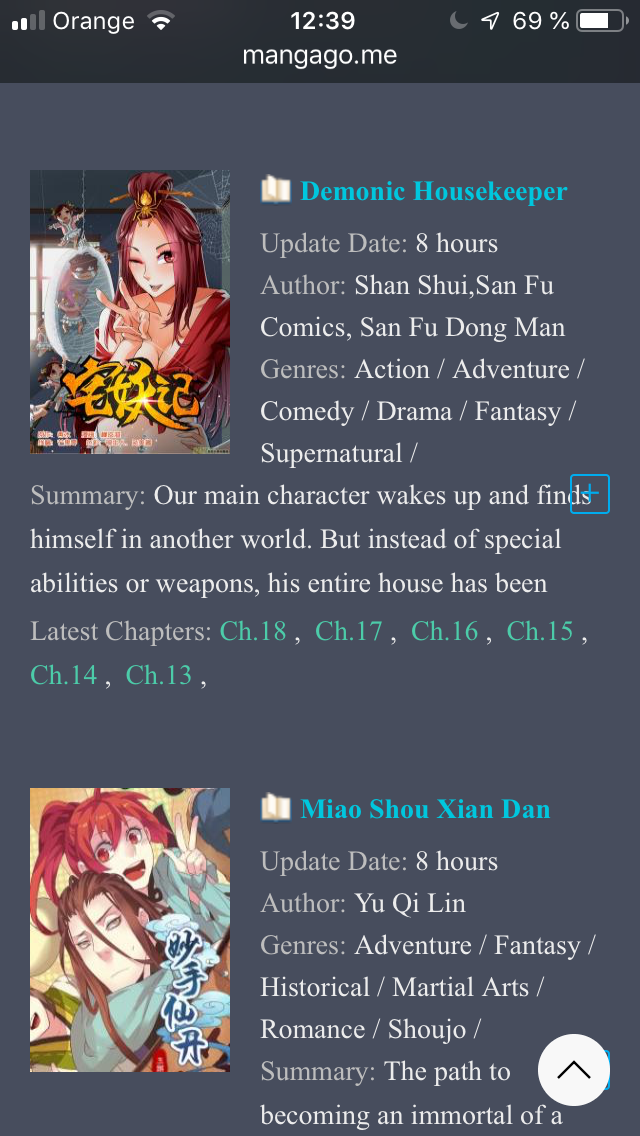 Orange 12:39 69 %
mangago.me
Demonic Housekeeper
Update Date: 8 hours
Author: Shan Shui,San Fu
Comics, San Fu Dong Man
Genres: Action / Adventure /
Comedy / Drama / Fantasy /
Supernatural /
宅妖记
Summary: Our main character wakes up and finds
himself in another world. But instead of special
abilities or weapons, his entire house has been
Latest Chapters: Ch.18 , Ch.17 , Ch.16 , Ch.15 ,
Ch.14 , Ch.13 ,
Miao Shou Xian Dan
Update Date: 8 hours
Author: Yu Qi Lin
Genres: Adventure / Fantasy /
Historical / Martial Arts /
Romance / Shoujo /
妙手仙丹
Summary: The path to
becoming an immortal of a